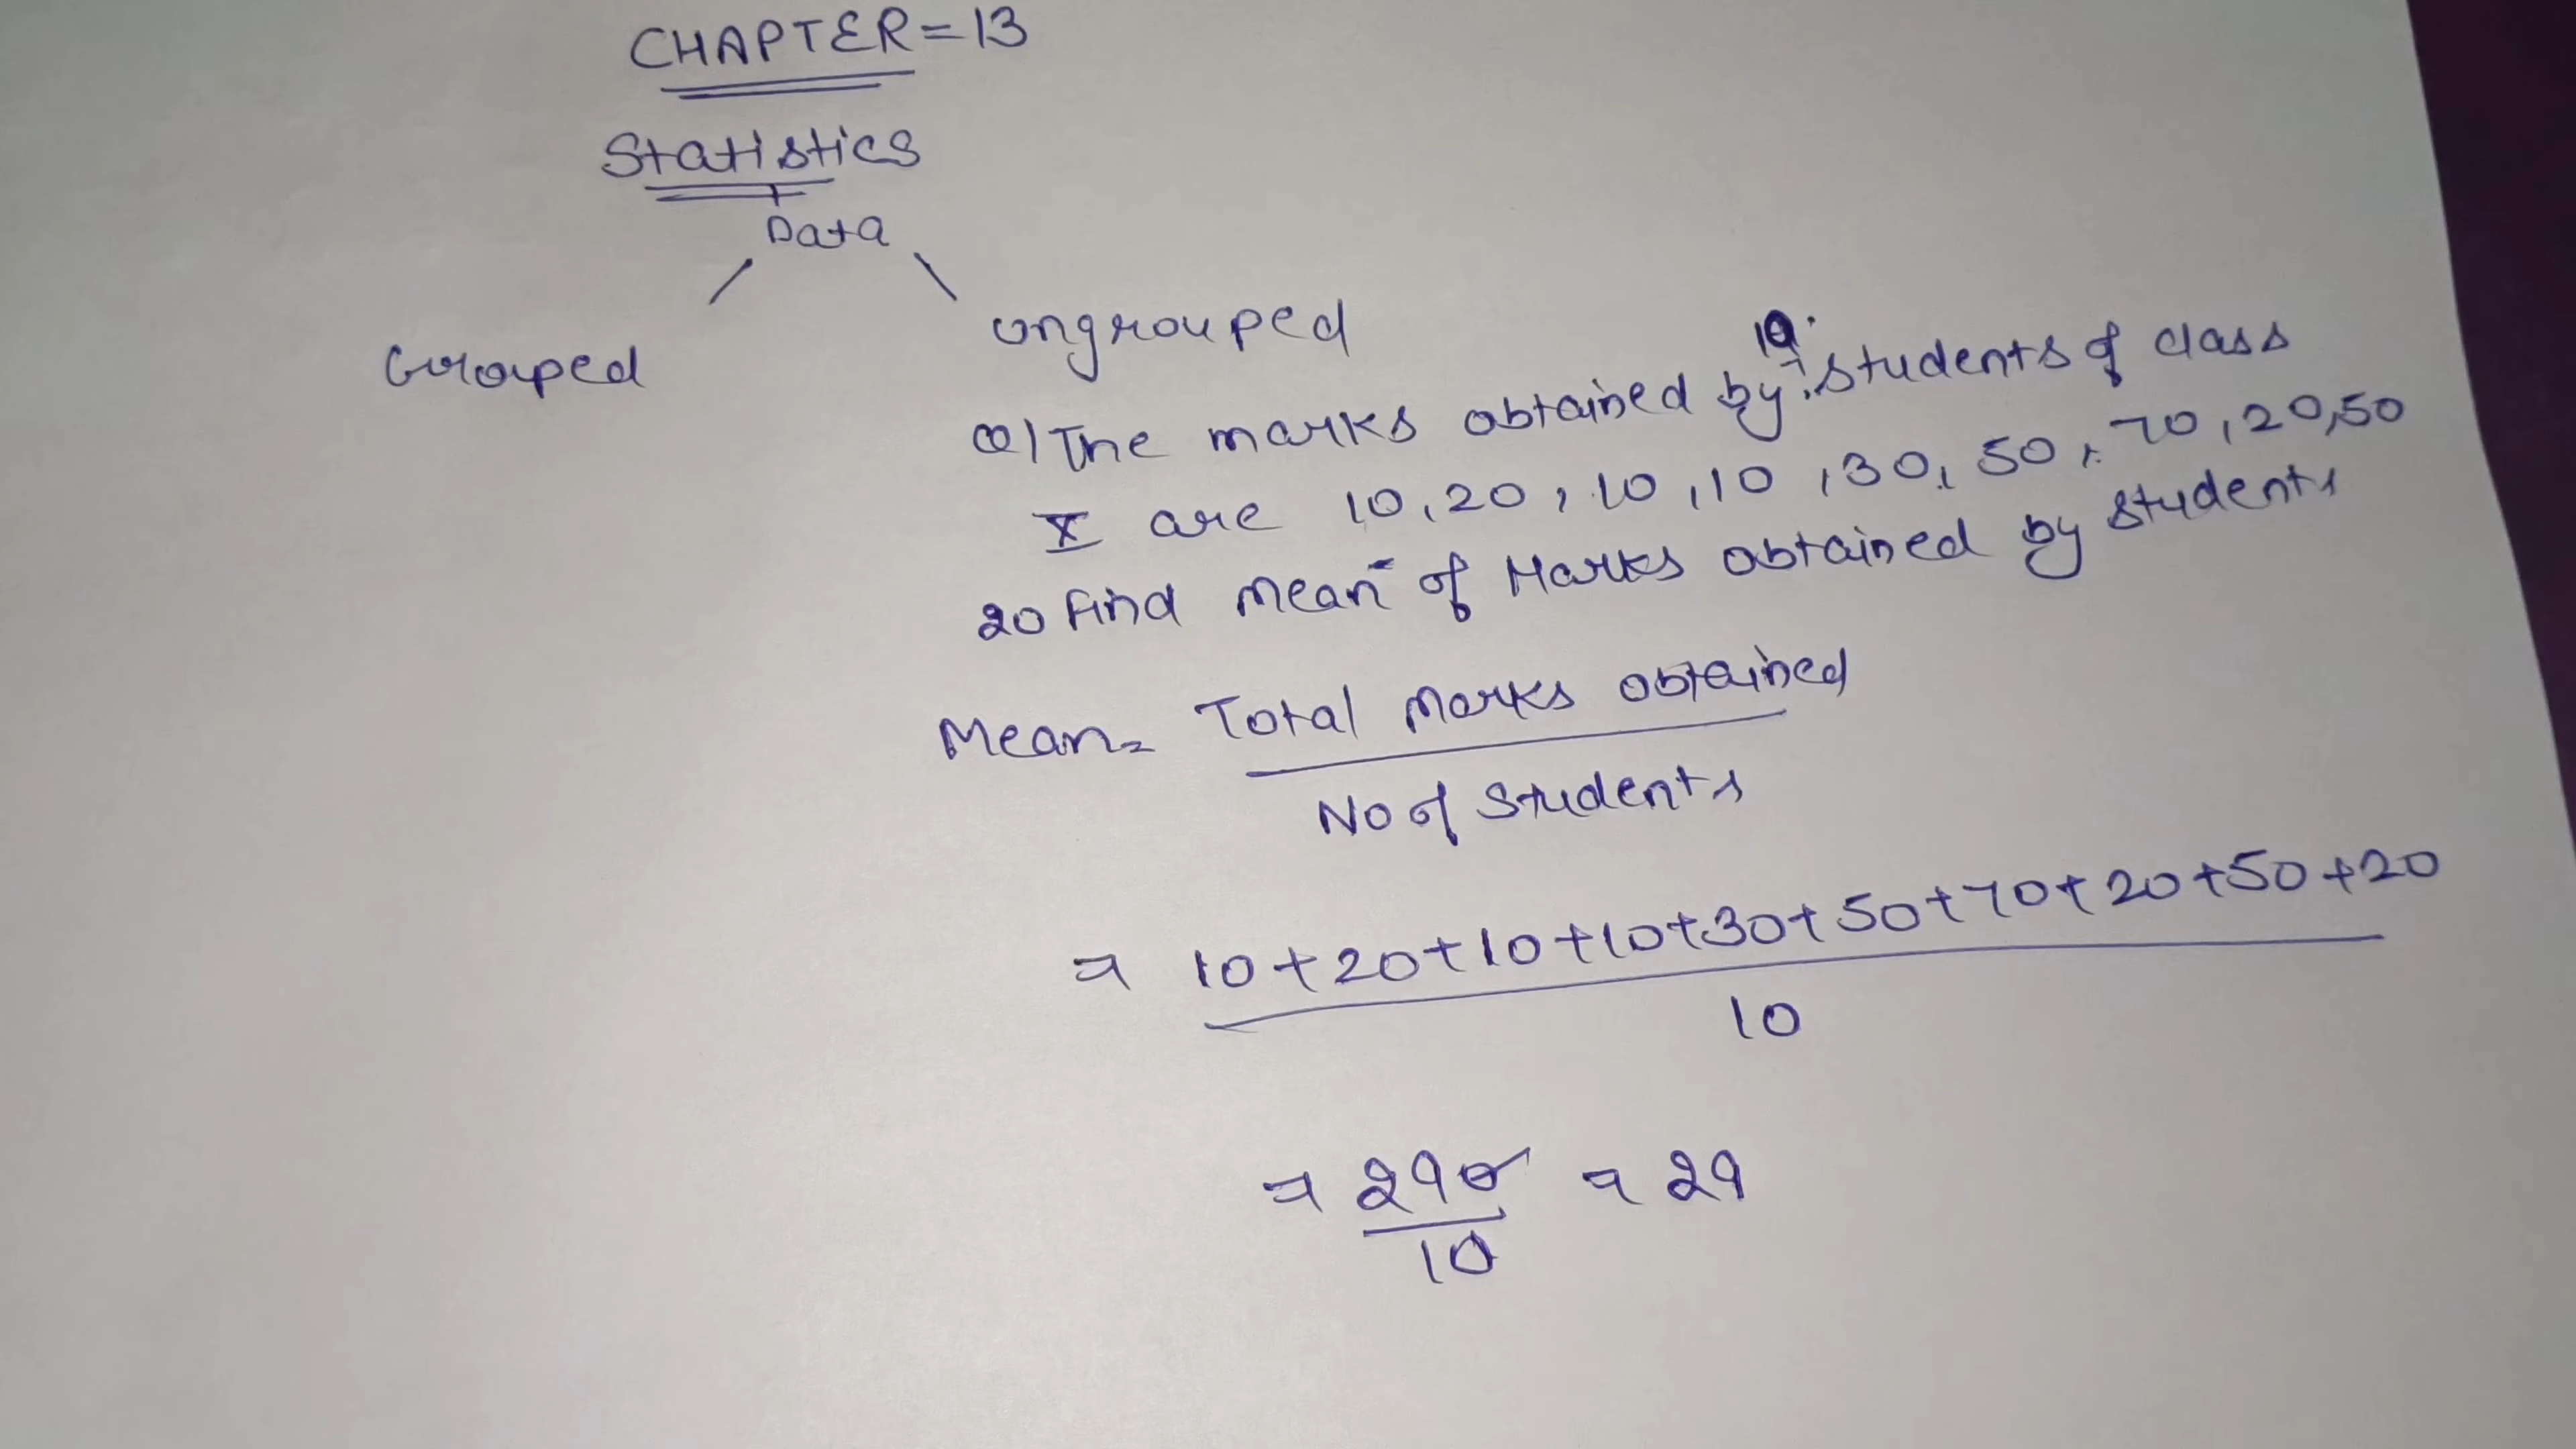 CHAPTER=13
Statistics
Data
Grouped
Ungrouped
Q) The marks obtained by 10 students of class
X are 10, 20, 10, 10, 30, 50, 70, 20, 50
20 Find Mean of Marks obtained by students
Mean = Total Marks obtained
No of Students
= 10+20+10+10+30+50+70+20+50+20
10
= 290 = 29
10